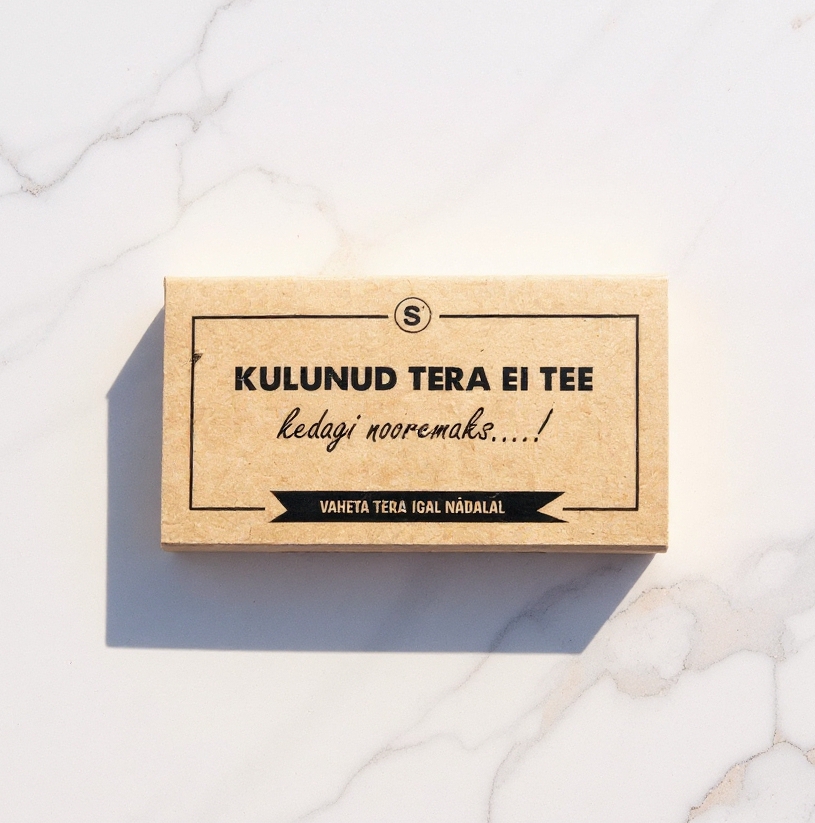 S
KULUNUD TERA EI TEE
kedagi nooremaks.....!
VAHETA TERA IGAL NÄDALAL